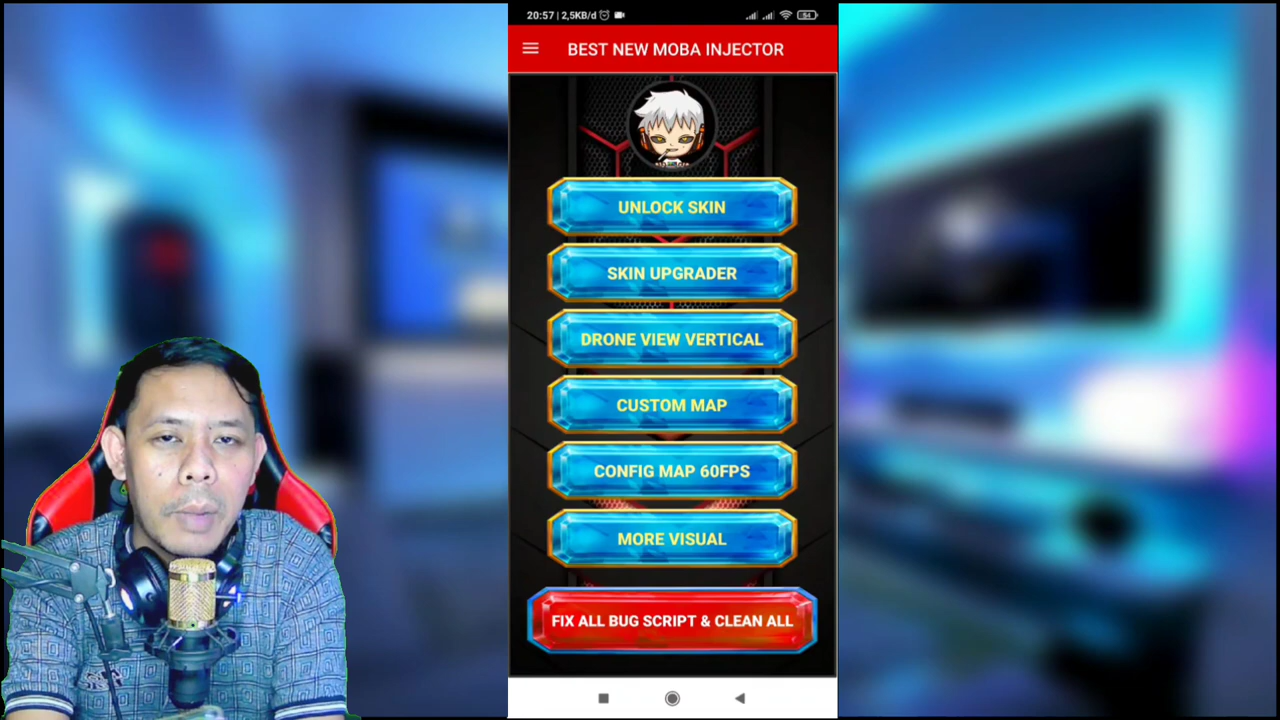 20:57 | 2,5KB/d
54
BEST NEW MOBA INJECTOR
UNLOCK SKIN
SKIN UPGRADER
DRONE VIEW VERTICAL
CUSTOM MAP
CONFIG MAP 60FPS
MORE VISUAL
FIX ALL BUG SCRIPT & CLEAN ALL